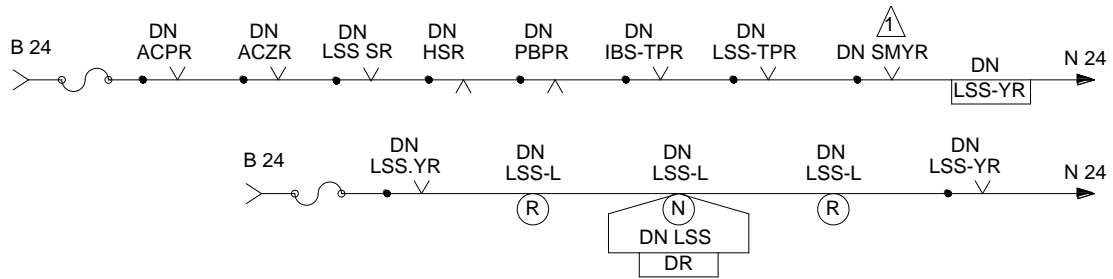 B 24
DN ACPR
DN ACZR
DN LSS SR
DN HSR
DN PBPR
DN IBS-TPR
DN LSS-TPR
1
DN SMYR
DN LSS-YR
N 24
B 24
DN LSS.YR
DN LSS-L
R
DN LSS-L
N
DN LSS
DR
DN LSS-L
R
DN LSS-YR
N 24